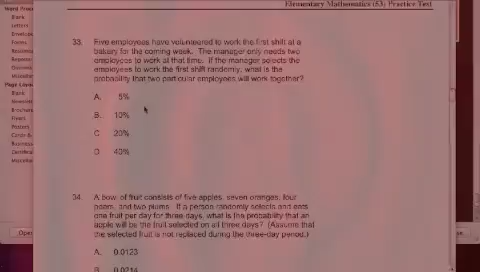 Elementary Mathematics (53) Practice Test
33. Five employees have volunteered to work the first shift at a
bakery for the coming week. The manager only needs two
employees to work at that time. If the manager selects the
employees to work the first shift randomly, what is the
probability that two particular employees will work together?
A. 5%
B. 10%
C 20%
D 40%
34. A bowl of fruit consists of five apples, seven oranges, four
pears, and two plums. If a person randomly selects and eats
one fruit per day for three days, what is the probability that an
apple will be the fruit selected on all three days? (Assume that
the selected fruit is not replaced during the three-day period.)
A. 0.0123
B 0.0214
Blank
Letters
Forms
Blank
Posters
Business